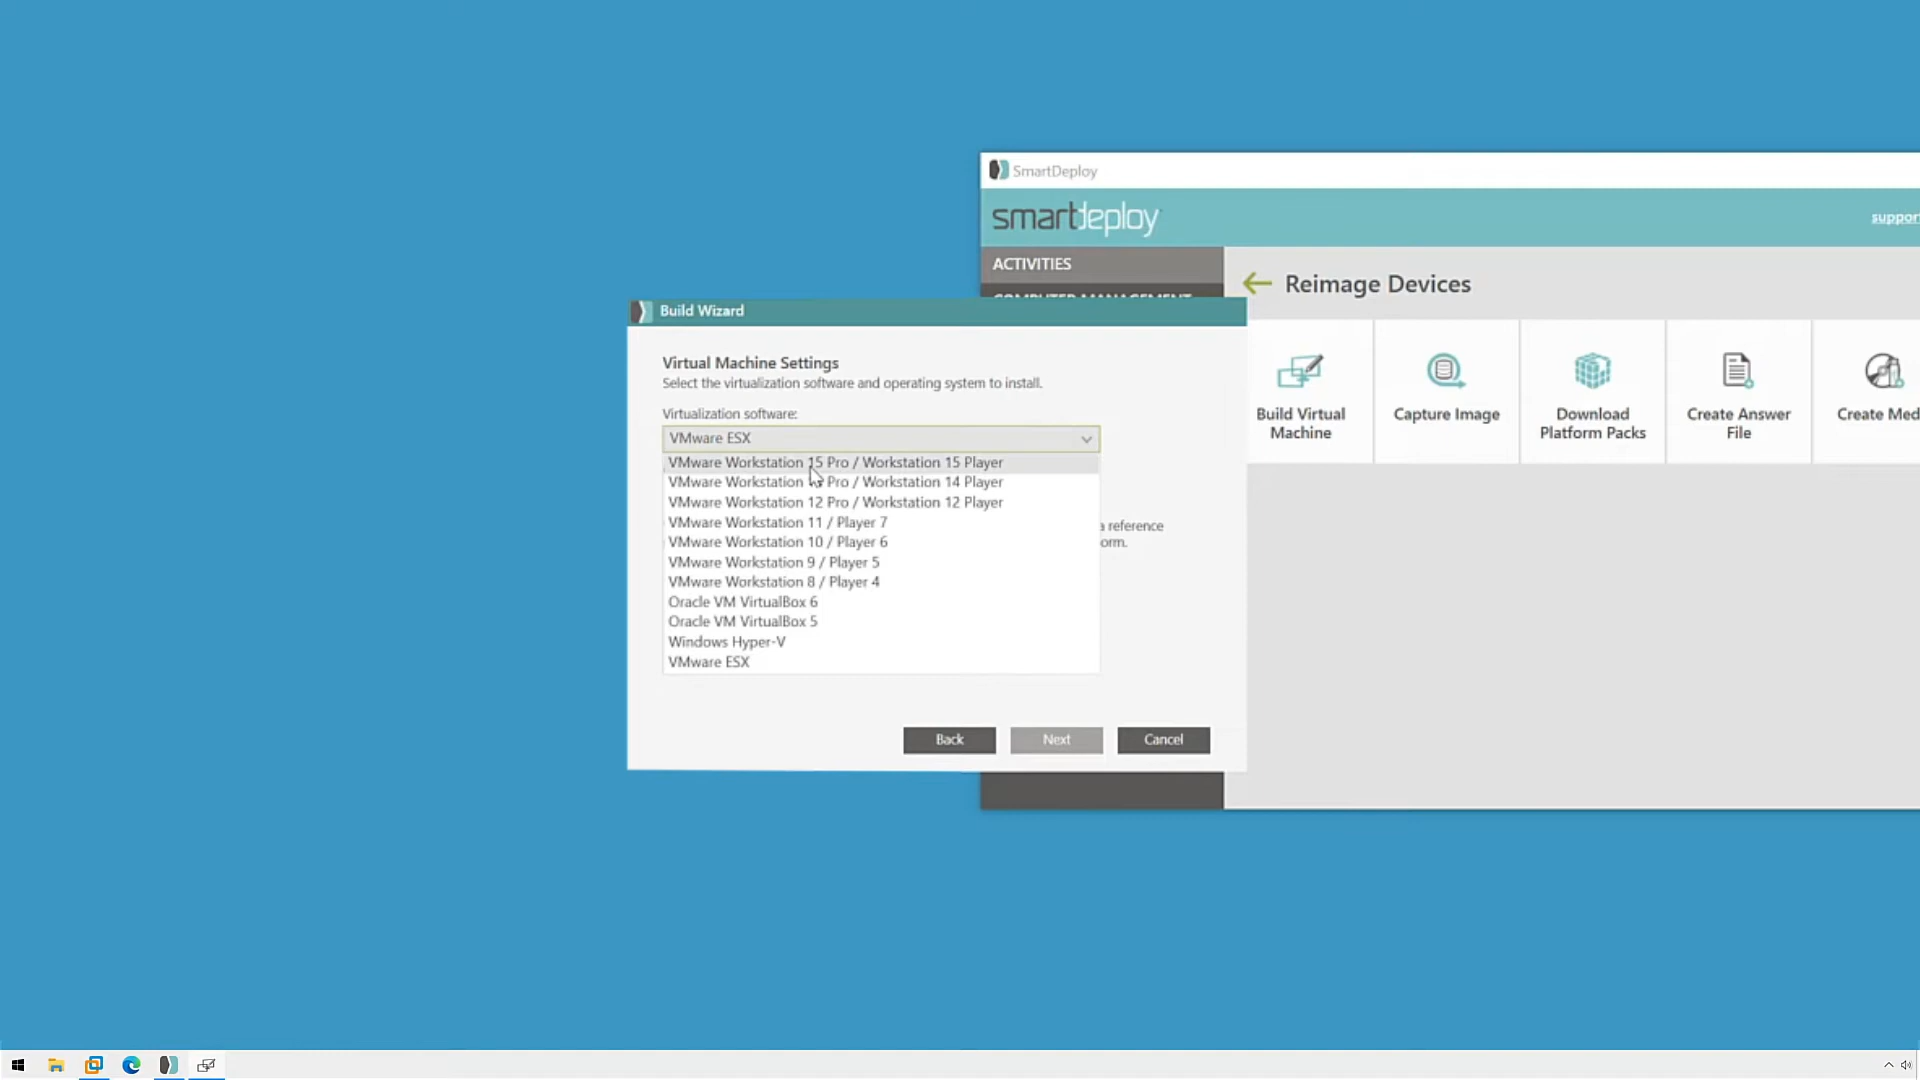 SmartDeploy
smartdeploy
support
ACTIVITIES
COMPUTER MANAGEMENT
Reimage Devices
Build Wizard
Virtual Machine Settings
Select the virtualization software and operating system to install.
Virtualization software:
VMware ESX
VMware Workstation 15 Pro / Workstation 15 Player
VMware Workstation Pro / Workstation 14 Player
VMware Workstation 12 Pro / Workstation 12 Player
VMware Workstation 11 / Player 7
VMware Workstation 10 / Player 6
VMware Workstation 9 / Player 5
VMware Workstation 8 / Player 4
Oracle VM VirtualBox 6
Oracle VM VirtualBox 5
Windows Hyper-V
VMware ESX
a reference
orm.
Back
Next
Cancel
Build Virtual
Machine
Capture Image
Download
Platform Packs
Create Answer
File
Create Med